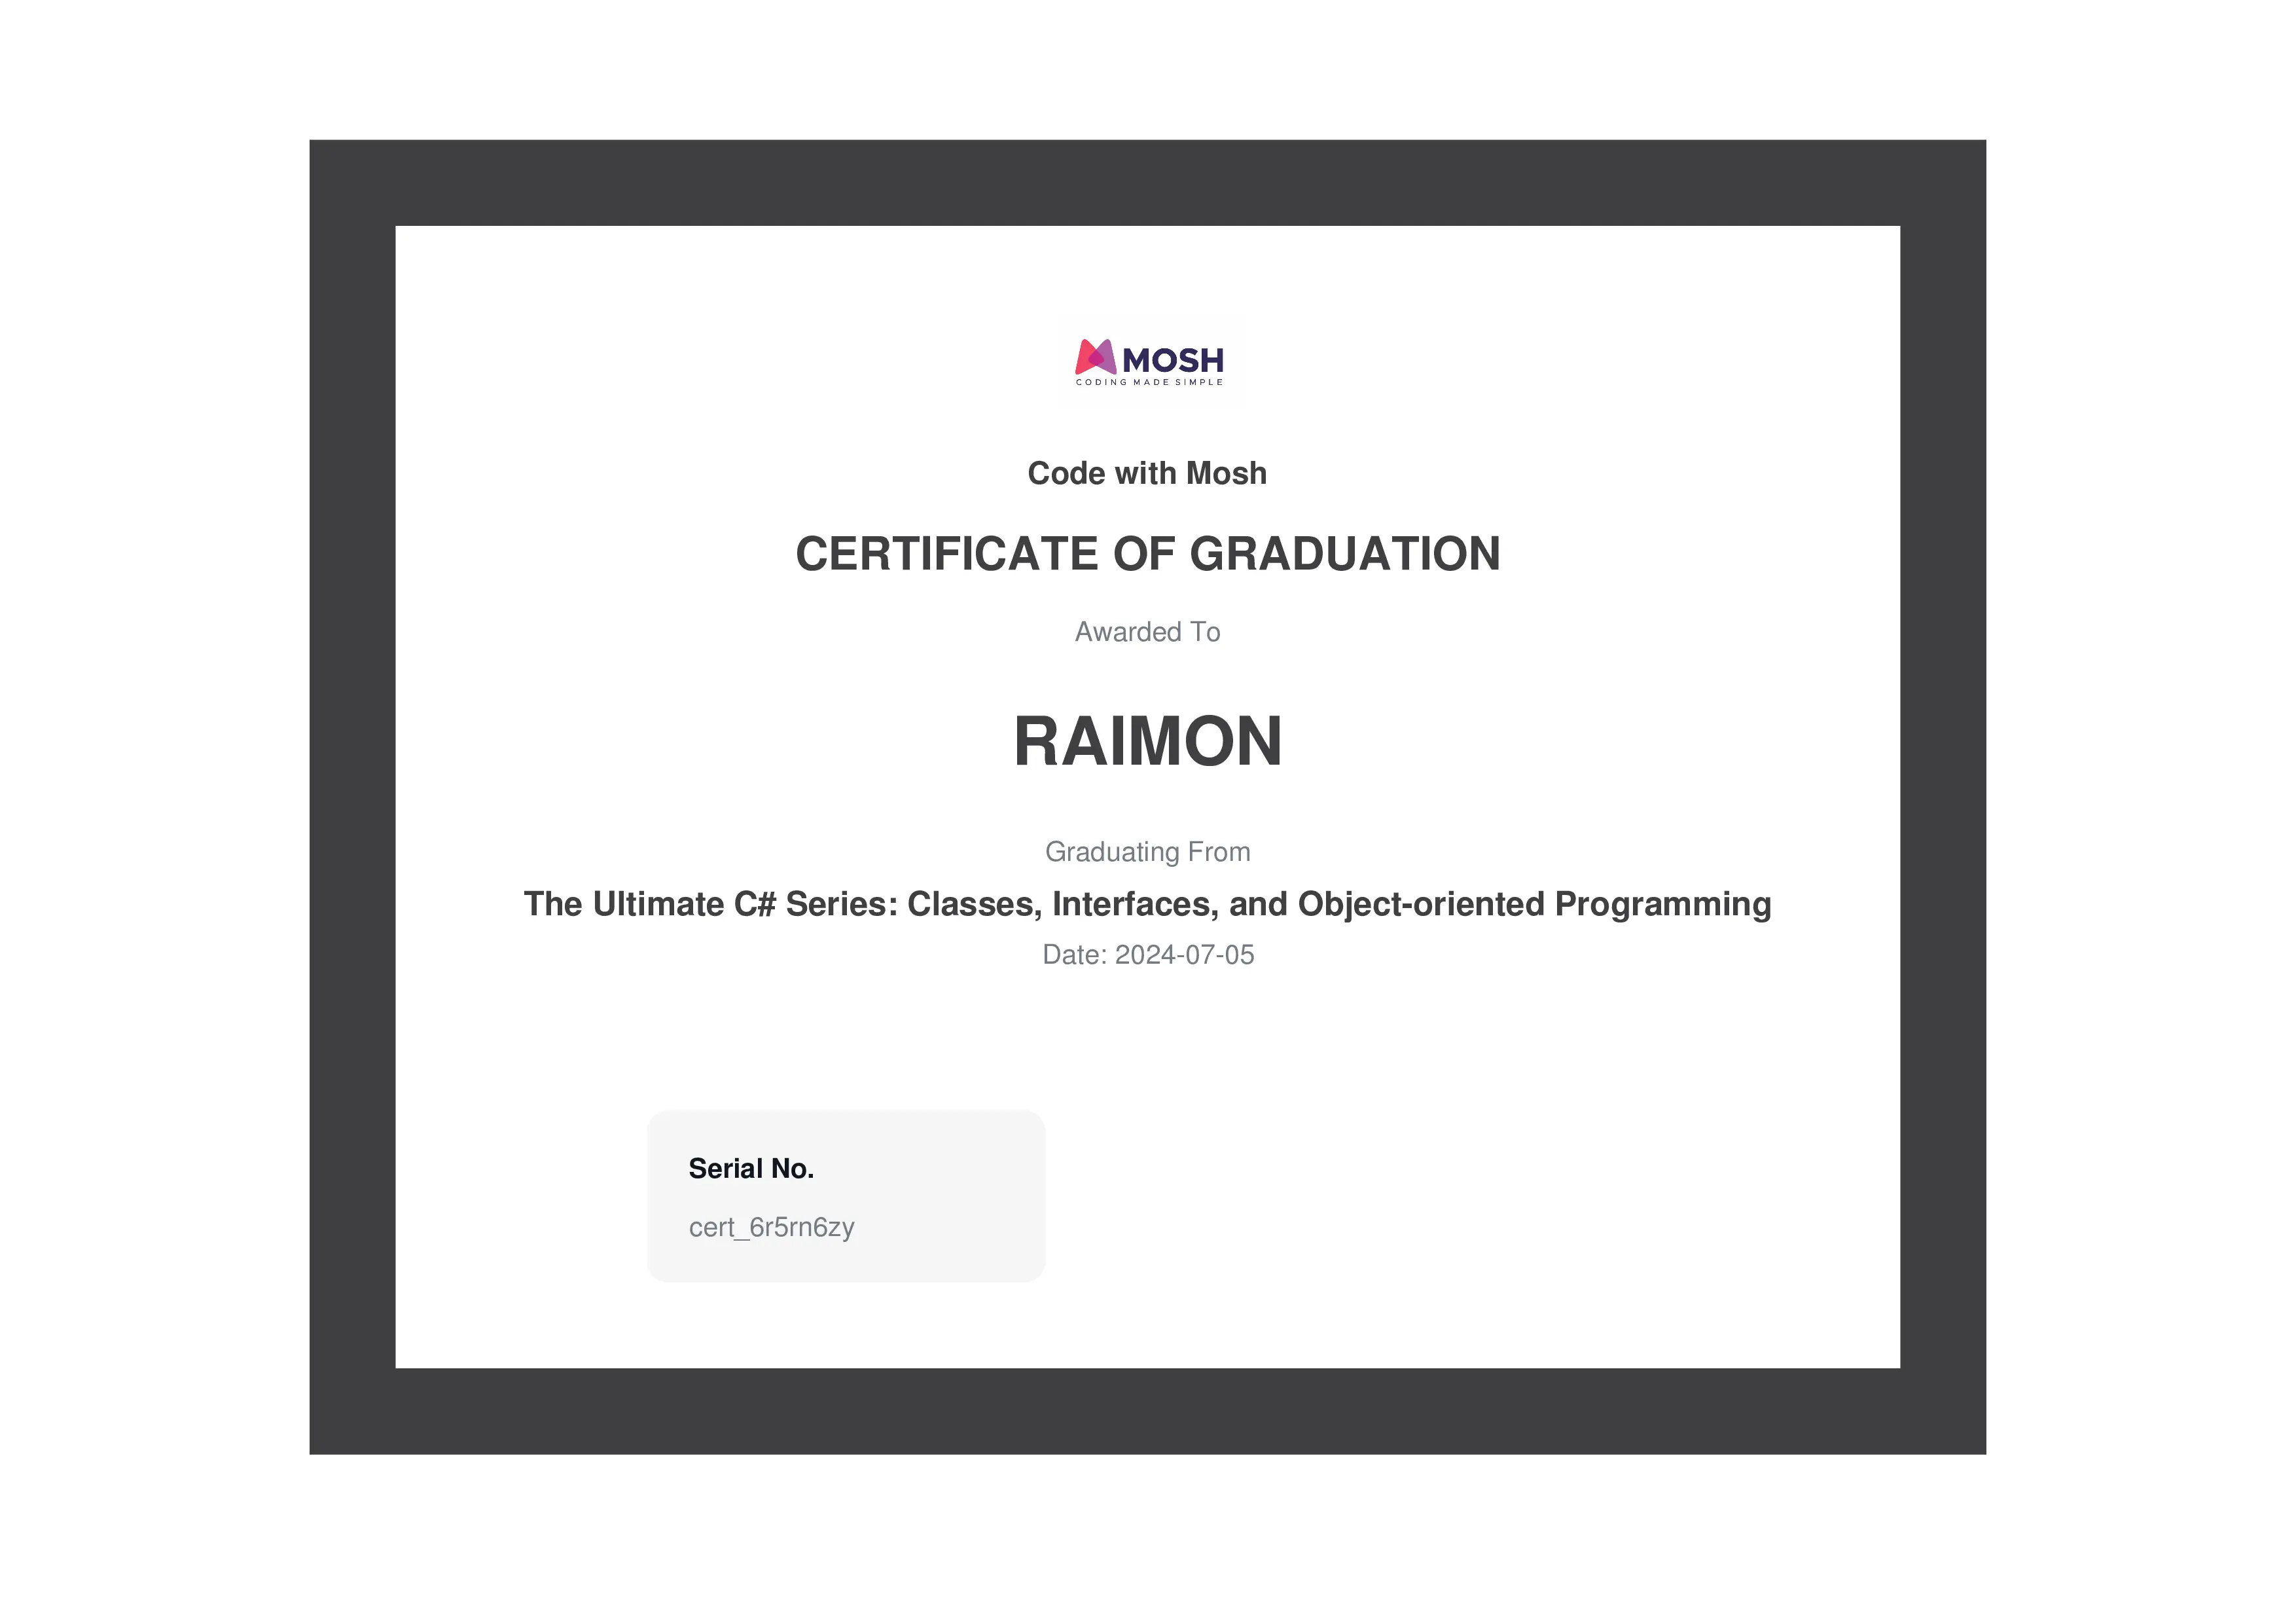 MOSH
CODING MADE SIMPLE
Code with Mosh
CERTIFICATE OF GRADUATION
Awarded To
RAIMON
Graduating From
The Ultimate C# Series: Classes, Interfaces, and Object-oriented Programming
Date: 2024-07-05
Serial No.
cert_6r5rn6zy